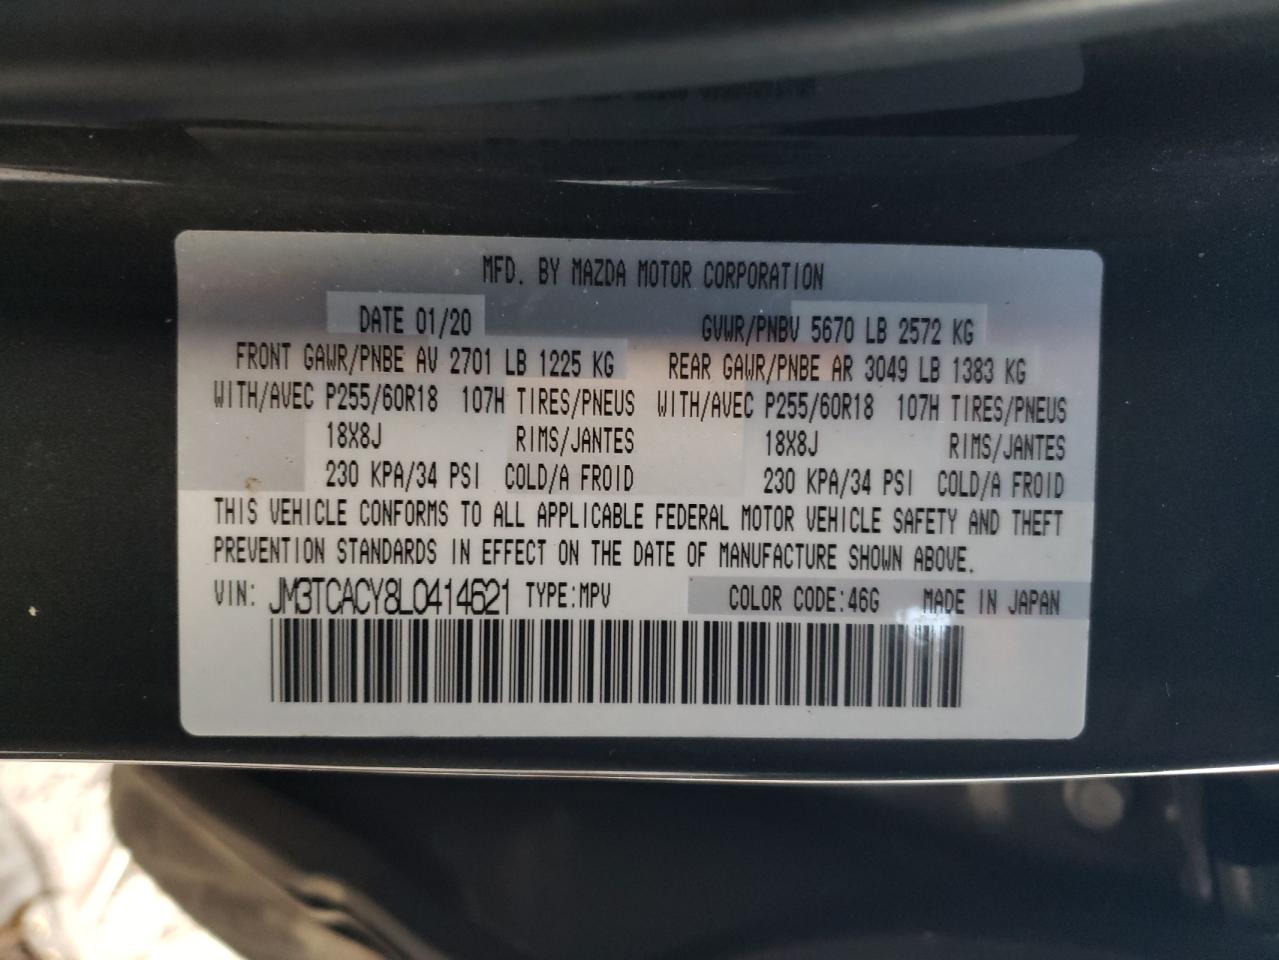 MFD. BY MAZDA MOTOR CORPORATION
DATE 01/20 GVWR/PNBV 5670 LB 2572 KG
FRONT GAWR/PNBE AV 2701 LB 1225 KG REAR GAWR/PNBE AR 3049 LB 1383 KG
WITH/AVEC P255/60R18 107H TIRES/PNEUS WITH/AVEC P255/60R18 107H TIRES/PNEUS
18X8J RIMS/JANTES 18X8J RIMS/JANTES
230 KPA/34 PSI COLD/A FROID 230 KPA/34 PSI COLD/A FROID
THIS VEHICLE CONFORMS TO ALL APPLICABLE FEDERAL MOTOR VEHICLE SAFETY AND THEFT
PREVENTION STANDARDS IN EFFECT ON THE DATE OF MANUFACTURE SHOWN ABOVE.
VIN: JM3TCACY8L0414621 TYPE:MPV COLOR CODE:46G MADE IN JAPAN